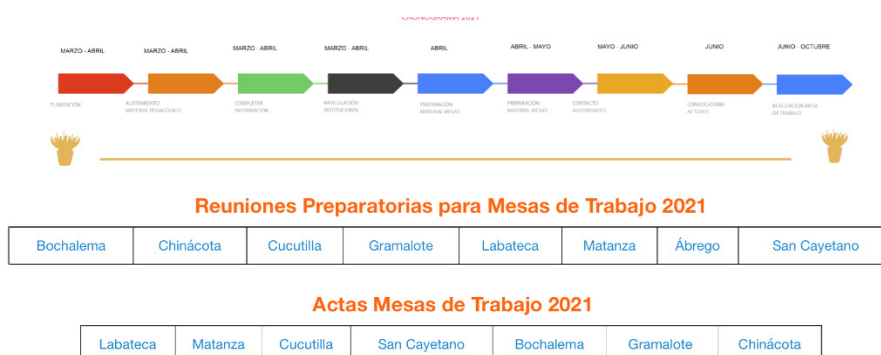 CRONOGRAMA 2021
MARZO - ABRIL MARZO - ABRIL MARZO - ABRIL MARZO - ABRIL ABRIL ABRIL - MAYO MAYO - JUNIO JUNIO JUNIO - OCTUBRE
PLANEACIÓN
ALISTAMIENTO
MATERIAL PEDAGÓGICO
COMPLETAR
INFORMACIÓN
ARTICULACIÓN
INSTITUCIONAL
PREPARACIÓN
MATERIAL MESAS
PREPARACIÓN
MATERIAL MESAS
CONTACTO
AUTORIDADES
CONVOCATORIA
ACTORES
REALIZACIÓN MESA
DE TRABAJO
Reuniones Preparatorias para Mesas de Trabajo 2021
Bochalema Chinácota Cucutilla Gramalote Labateca Matanza Ábrego San Cayetano
Actas Mesas de Trabajo 2021
Labateca Matanza Cucutilla San Cayetano Bochalema Gramalote Chinácota